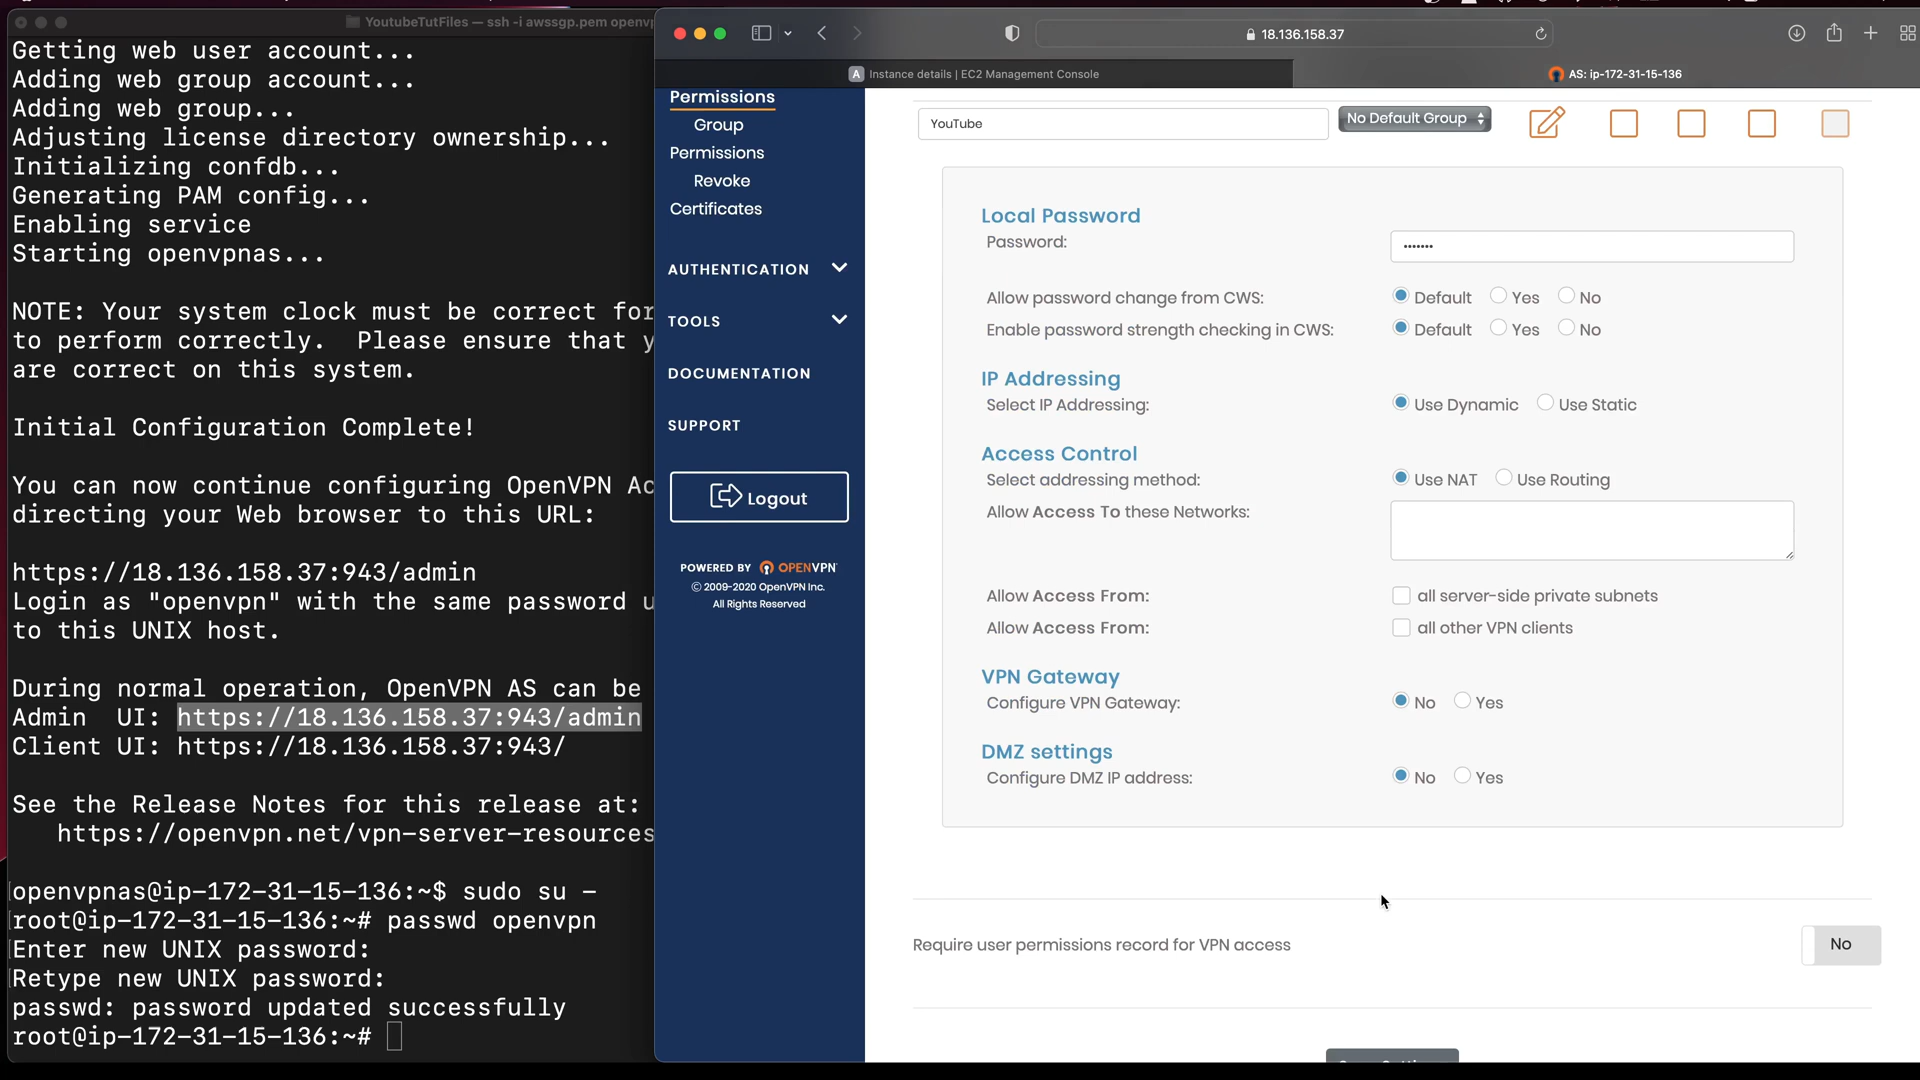 YoutubeTutFiles — ssh -i awssgp.pem openvp
Getting web user account...
Adding web group account...
Adding web group...
Adjusting license directory ownership...
Initializing confdb...
Generating PAM config...
Enabling service
Starting openvpnas...
NOTE: Your system clock must be correct for
to perform correctly.  Please ensure that y
are correct on this system.
Initial Configuration Complete!
You can now continue configuring OpenVPN Ac
directing your Web browser to this URL:
https://18.136.158.37:943/admin
Login as "openvpn" with the same password u
to this UNIX host.
During normal operation, OpenVPN AS can be
Admin  UI: https://18.136.158.37:943/admin
Client UI: https://18.136.158.37:943/
See the Release Notes for this release at:
https://openvpn.net/vpn-server-resources
openvpnas@ip-172-31-15-136:~$ sudo su -
root@ip-172-31-15-136:~# passwd openvpn
Enter new UNIX password:
Retype new UNIX password:
passwd: password updated successfully
root@ip-172-31-15-136:~#
18.136.158.37
Instance details | EC2 Management Console
AS: ip-172-31-15-136
Permissions
Group
Permissions
Revoke
Certificates
AUTHENTICATION
TOOLS
DOCUMENTATION
SUPPORT
Logout
POWERED BY OPENVPN
© 2009-2020 OpenVPN Inc.
All Rights Reserved
YouTube
No Default Group
Local Password
Password:
•••••••
Allow password change from CWS: Default Yes No
Enable password strength checking in CWS: Default Yes No
IP Addressing
Select IP Addressing: Use Dynamic Use Static
Access Control
Select addressing method: Use NAT Use Routing
Allow Access To these Networks:
Allow Access From: all server-side private subnets
Allow Access From: all other VPN clients
VPN Gateway
Configure VPN Gateway: No Yes
DMZ settings
Configure DMZ IP address: No Yes
Require user permissions record for VPN access No